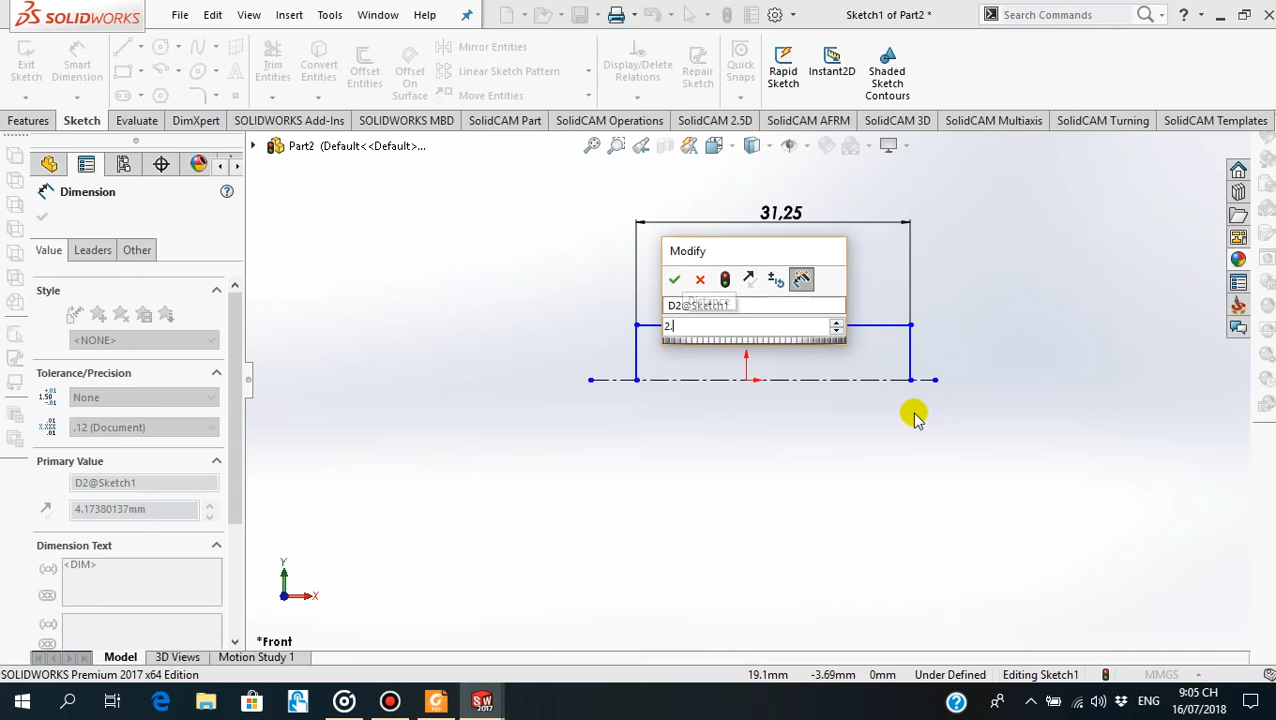 SOLIDWORKS File Edit View Insert Tools Window Help Sketch1 of Part2 * Search Commands ?
Exit Sketch
Smart Dimension
Trim Entities
Convert Entities
Offset Entities
Offset On Surface
Mirror Entities
Linear Sketch Pattern
Move Entities
Display/Delete Relations
Repair Sketch
Quick Snaps
Rapid Sketch
Instant2D
Shaded Sketch Contours
Features Sketch Evaluate DimXpert SOLIDWORKS Add-Ins SOLIDWORKS MBD SolidCAM Part SolidCAM Operations SolidCAM 2.5D SolidCAM AFRM SolidCAM 3D SolidCAM Multiaxis SolidCAM Turning SolidCAM Templates
Part2 (Default<<Default>...
Dimension
Value Leaders Other
Style
<NONE>
Tolerance/Precision
None
.12 (Document)
Primary Value
D2@Sketch1
4.17380137mm
Dimension Text
<DIM>
31,25
Modify
D2@Sketch1
Distance
2.
Y
X
*Front
Model 3D Views Motion Study 1
SOLIDWORKS Premium 2017 x64 Edition 19.1mm -3.69mm 0mm Under Defined Editing Sketch1 MMGS
ENG 9:05 CH
16/07/2018